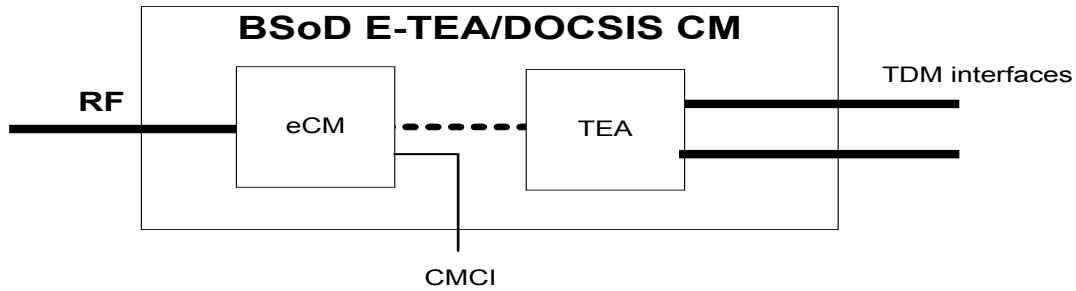 BSoD E-TEA/DOCSIS CM
TDM interfaces
RF
eCM
TEA
CMCI